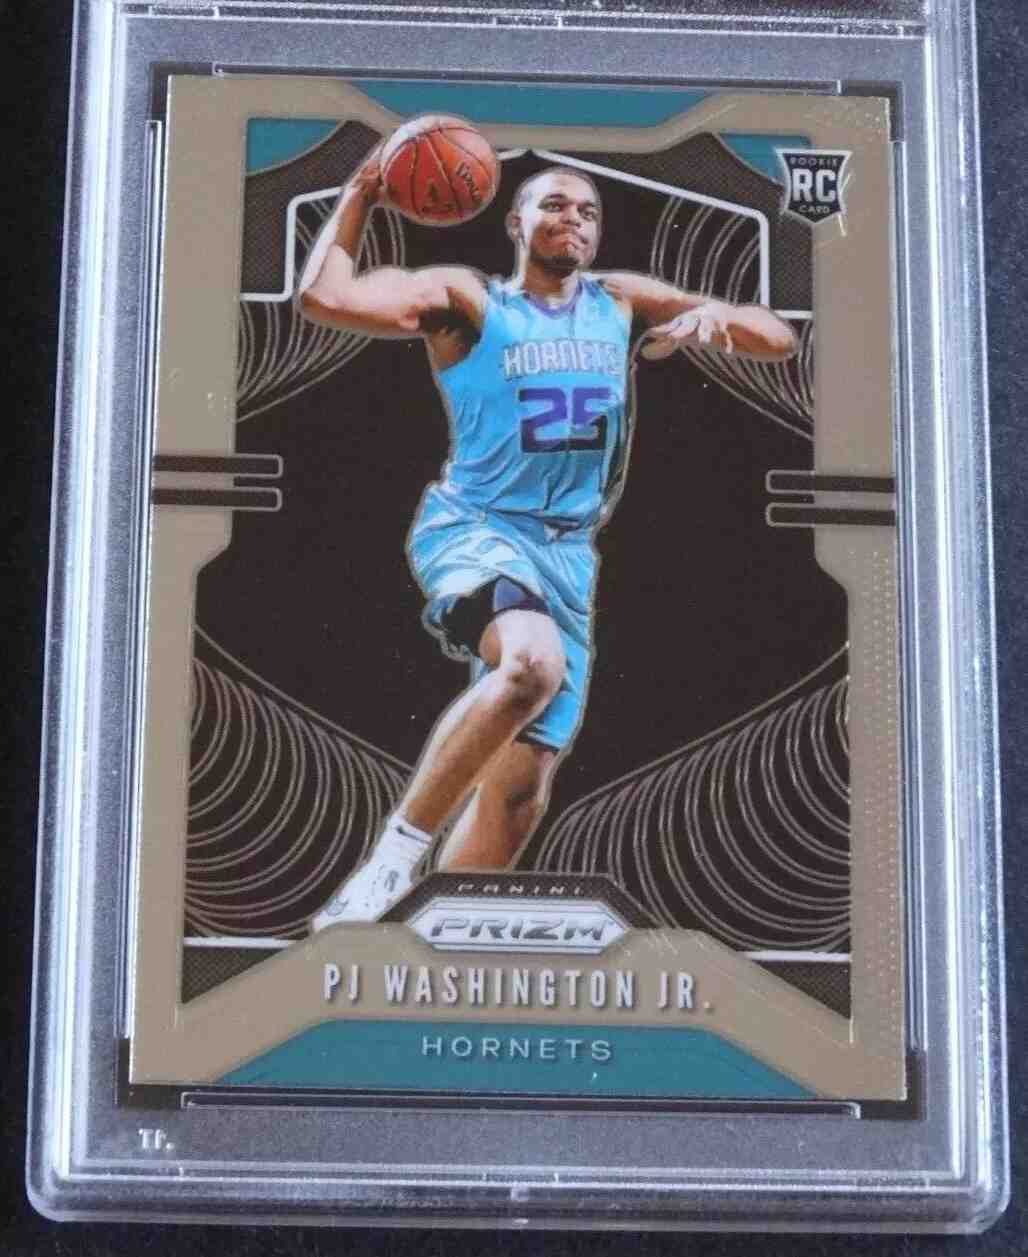 ROOKIE
RC
CARD
HORNETS
25
PANINI
PRIZM
PJ WASHINGTON JR.
HORNETS